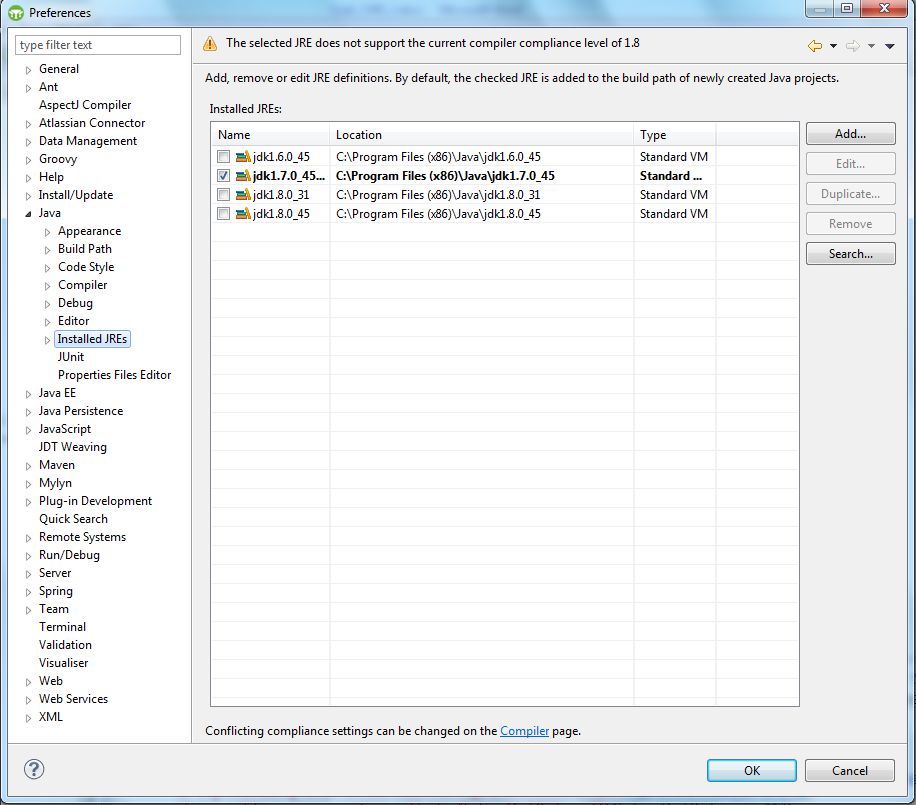 Preferences
type filter text
General
Ant
AspectJ Compiler
Atlassian Connector
Data Management
Groovy
Help
Install/Update
Java
Appearance
Build Path
Code Style
Compiler
Debug
Editor
Installed JREs
JUnit
Properties Files Editor
Java EE
Java Persistence
JavaScript
JDT Weaving
Maven
Mylyn
Plug-in Development
Quick Search
Remote Systems
Run/Debug
Server
Spring
Team
Terminal
Validation
Visualiser
Web
Web Services
XML
The selected JRE does not support the current compiler compliance level of 1.8
Add, remove or edit JRE definitions. By default, the checked JRE is added to the build path of newly created Java projects.
Installed JREs:
Name Location Type
jdk1.6.0_45 C:\Program Files (x86)\Java\jdk1.6.0_45 Standard VM
jdk1.7.0_45... C:\Program Files (x86)\Java\jdk1.7.0_45 Standard ...
jdk1.8.0_31 C:\Program Files (x86)\Java\jdk1.8.0_31 Standard VM
jdk1.8.0_45 C:\Program Files (x86)\Java\jdk1.8.0_45 Standard VM
Add...
Edit...
Duplicate...
Remove
Search...
Conflicting compliance settings can be changed on the Compiler page.
?
OK Cancel